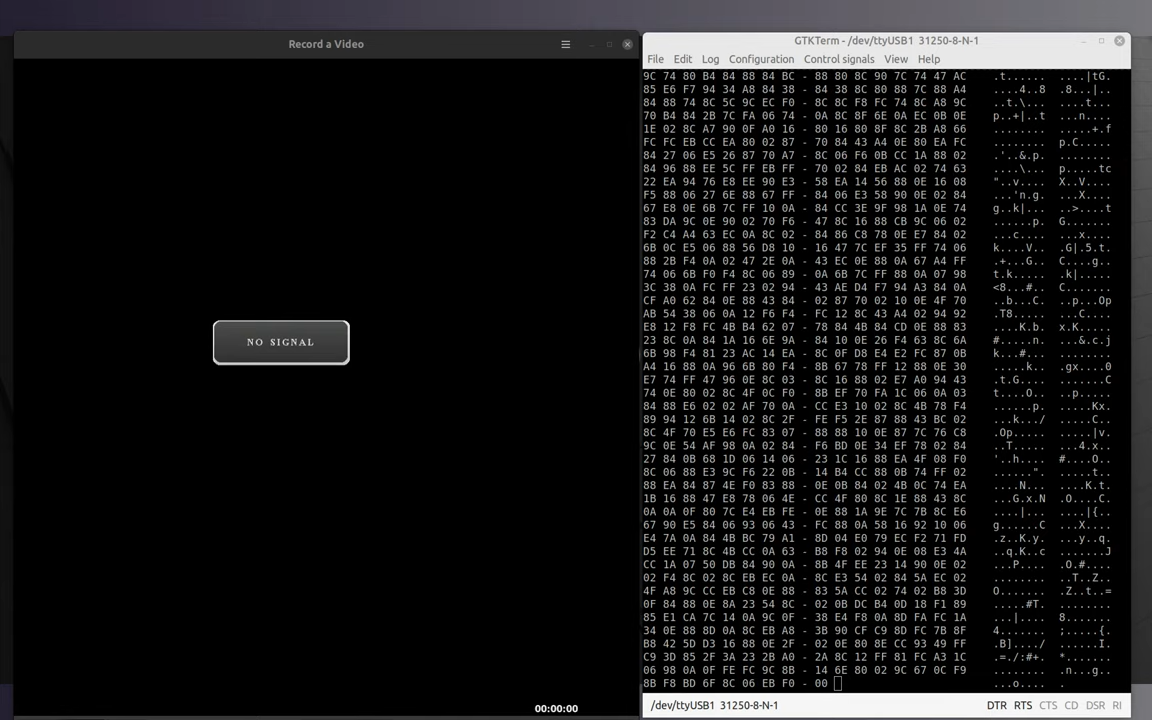 Record a Video
NO SIGNAL
00:00:00
GTKTerm - /dev/ttyUSB1 31250-8-N-1
File Edit Log Configuration Control signals View Help
9C 74 80 B4 84 88 84 BC - 88 80 8C 90 7C 74 47 AC .t...... ....|tG.
85 E6 F7 94 34 A8 84 38 - 84 38 8C 80 88 7C 88 A4 ....4..8 .8...|..
84 88 74 8C 5C 9C EC F0 - 8C 8C F8 FC 74 8C A8 9C ..t.\... ....t...
70 B4 84 2B 7C FA 06 74 - 0A 8C 8F 6E 0A EC 0B 0E p..+|..t ...n....
1E 02 8C A7 90 0F A0 16 - 80 16 80 8F 8C 2B A8 66 ........ .....+.f
FC FC EB CC EA 80 02 87 - 70 84 43 A4 0E 80 EA FC ........ p.C.....
84 27 06 E5 26 87 70 A7 - 8C 06 F6 0B CC 1A 88 02 .'..&.p. ........
84 96 88 EE 5C FF EB FF - 70 02 84 EB AC 02 74 63 ....\... p.....tc
22 EA 94 76 E8 EE 90 E3 - 58 EA 14 56 88 0E 16 08 "..v.... X..V....
F5 88 06 27 6E 88 67 FF - 84 06 E3 58 90 0E 02 84 ...'n.g. ...X....
67 E8 0E 6B 7C FF 10 0A - 84 CC 3E 9F 98 1A 0E 74 g..k|... ..>....t
83 DA 9C 0E 90 02 70 F6 - 47 8C 16 88 CB 9C 06 02 ......p. G.......
F2 C4 A4 63 EC 0A 8C 02 - 84 86 C8 78 0E E7 84 02 ...c.... ...x....
6B 0C E5 06 88 56 D8 10 - 16 47 7C EF 35 FF 74 06 k....V.. .G|.5.t.
88 2B F4 0A 02 47 2E 0A - 43 EC 0E 88 0A 67 A4 FF .+...G.. C....g..
74 06 6B F0 F4 8C 06 89 - 0A 6B 7C FF 88 0A 07 98 t.k..... .k|.....
3C 38 0A FC FF 23 02 94 - 43 AE D4 F7 94 A3 84 0A <8...#.. C.......
CF A0 62 84 0E 88 43 84 - 02 87 70 02 10 0E 4F 70 ..b...C. ..p...Op
AB 54 38 06 0A 12 F6 F4 - FC 12 8C 43 A4 02 94 92 .T8..... ...C....
E8 12 F8 FC 4B B4 62 07 - 78 84 4B 84 CD 0E 88 83 ....K.b. x.K.....
23 8C 0A 84 1A 16 6E 9A - 84 10 0E 26 F4 63 8C 6A #.....n. ...&.c.j
6B 98 F4 81 23 AC 14 EA - 8C 0F D8 E4 E2 FC 87 0B k...#... ........
A4 16 88 0A 96 6B 80 F4 - 8B 67 78 FF 12 88 0E 30 .....k.. .gx....0
E7 74 FF 47 96 0E 8C 03 - 8C 16 88 02 E7 A0 94 43 .t.G.... .......C
74 0E 80 02 8C 4F 0C F0 - 8B EF 70 FA 1C 06 0A 03 t....O.. ..p.....
84 88 E6 02 02 AF 70 0A - CC E3 10 02 8C 4B 78 F4 ......p. .....Kx.
89 94 12 6B 14 02 8C 2F - FE F5 2E 87 88 43 BC 02 ...k.../ .....C..
8C 4F 70 E5 E6 FC 83 07 - 88 88 10 0E 87 7C 76 C8 .Op..... .....|v.
9C 0E 54 AF 98 0A 02 84 - F6 BD 0E 34 EF 78 02 84 ..T..... ...4.x..
27 84 0B 68 1D 06 14 06 - 23 1C 16 88 EA 4F 08 F0 '..h.... #....O..
8C 06 88 E3 9C F6 22 0B - 14 B4 CC 88 0B 74 FF 02 ......". .....t..
88 EA 84 87 4E F0 83 88 - 0E 0B 84 02 4B 0C 74 EA ....N... ....K.t.
1B 16 88 47 E8 78 06 4E - CC 4F 80 8C 1E 88 43 8C ...G.x.N .O....C.
0A 0A 0F 80 7C E4 EB FE - 0E 88 1A 9E 7C 7B 8C E6 ....|... ....|{..
67 90 E5 84 06 93 06 43 - FC 88 0A 58 16 92 10 06 g......C ...X....
E4 7A 0A 84 4B BC 79 A1 - 8D 04 E0 79 EC F2 71 FD .z..K.y. ...y..q.
D5 EE 71 8C 4B CC 0A 63 - B8 F8 02 94 0E 08 E3 4A ..q.K..c .......J
CC 1A 07 50 DB 84 90 0A - 8B 4F EE 23 14 90 0E 02 ...P.... .O.#....
02 F4 8C 02 8C EB EC 0A - 8C E3 54 02 84 5A EC 02 ........ ..T..Z..
4F A8 9C CC EB C8 0E 88 - 83 5A CC 02 74 02 B8 3D O....... .Z..t..=
0F 84 88 0E 8A 23 54 8C - 02 0B DC B4 0D 18 F1 89 .....#T. ........
85 E1 CA 7C 14 0A 9C 0F - 38 E4 F8 0A 8D FA FC 1A ...|.... 8.......
34 0E 88 8D 0A 8C EB A8 - 3B 90 CF C9 8D FC 7B 8F 4....... ;.....{.
B8 42 5D D3 16 88 0E 2F - 02 0E 80 8E CC 93 49 FF .B]..../ ......I.
C9 3D 85 2F 3A 23 2B A0 - 2A 8C 12 FF 81 FC A3 1C .=./:#+. *.......
06 98 0A 0F FE FC 9C 8B - 14 6E 80 02 9C 67 0C F9 ........ .n...g..
8B F8 BD 6F 8C 06 EB F0 - 00 ...o.... .
/dev/ttyUSB1 31250-8-N-1 DTR RTS CTS CD DSR RI